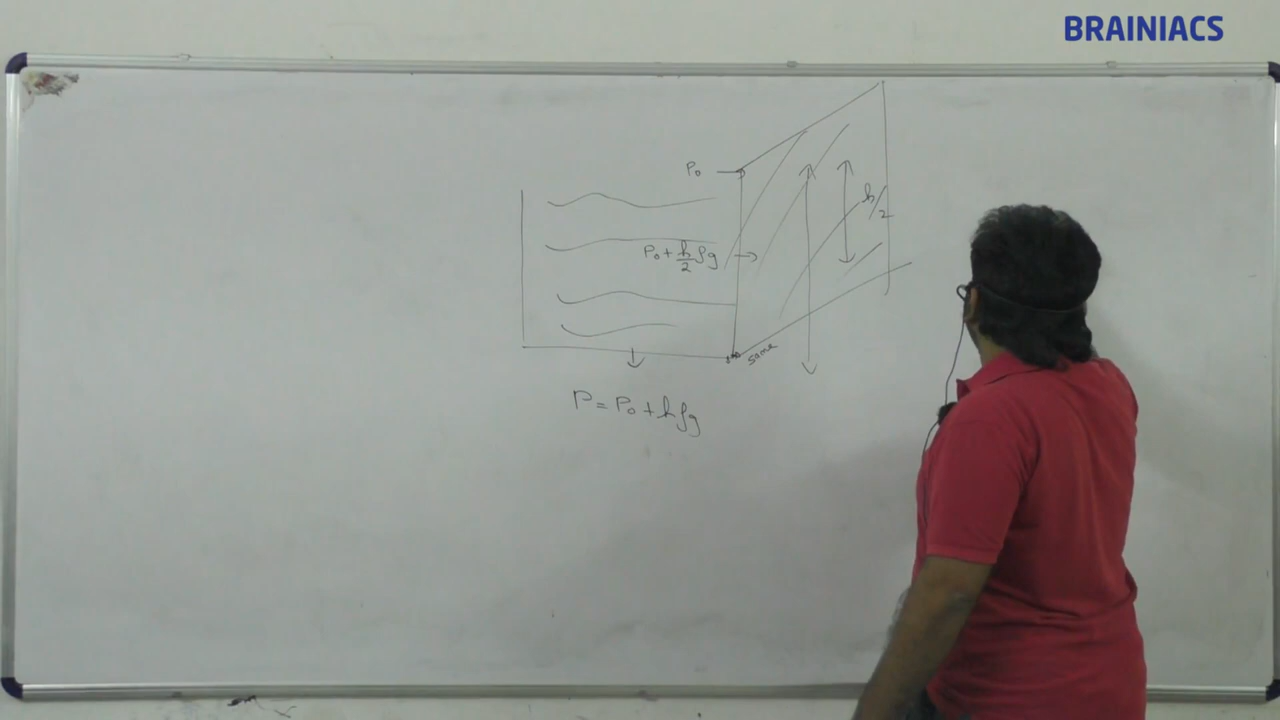 BRAINIACS
P₀
h/2
P₀ + h/2 ρg
same
P = P₀ + hρg